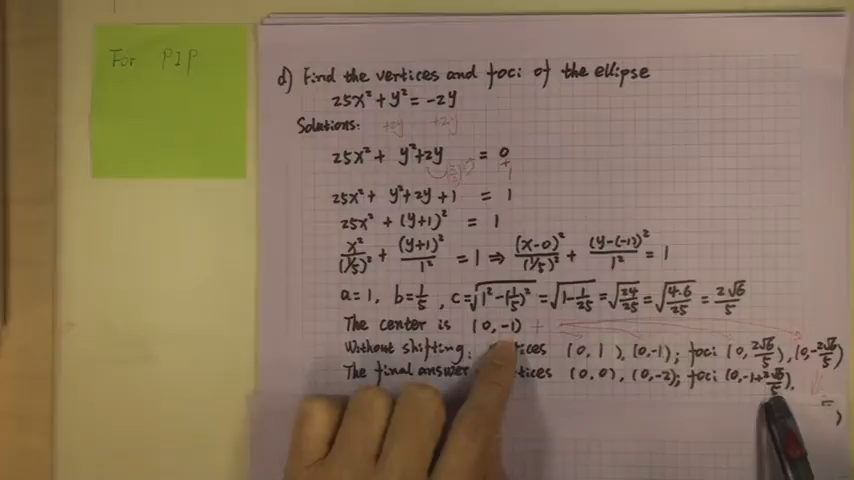 For PIP
d) Find the vertices and foci of the ellipse
25x² + y² = -2y
Solutions:
+2y +2y
25x² + y²+2y = 0
25x² + y²+2y+1 = 1
25x² + (y+1)² = 1
x²/(1/5)² + (y+1)²/1² = 1 ⇒ (x-0)²/(1/5)² + (y-(-1))²/1² = 1
a=1, b=1/5, c=√(1²-(1/5)²) = √(1-1/25) = √(24/25) = √(4·6/25) = 2√6/5
The center is (0,-1) +
Without shifting: vertices (0,1), (0,-1); foci (0, 2√6/5), (0,-2√6/5)
The final answer vertices (0,0), (0,-2); foci (0,-1+2√6/5),